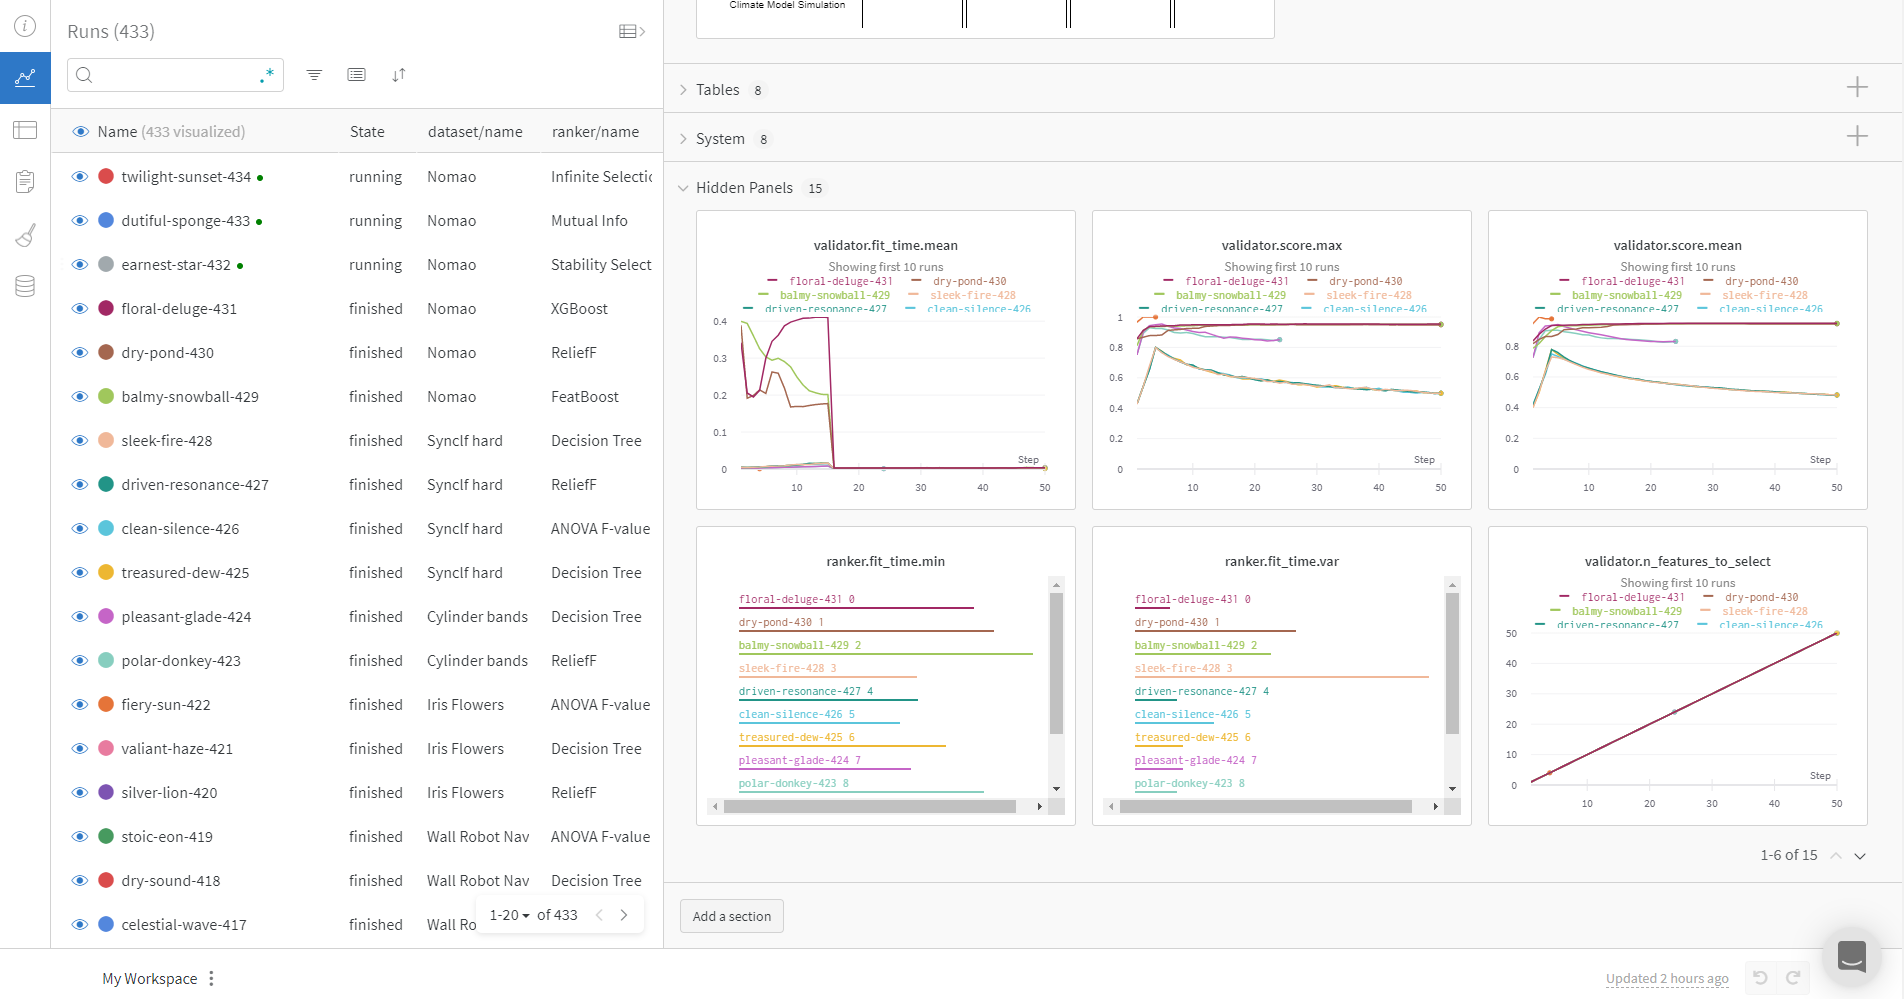 Runs (433)
.*
Name (433 visualized) State dataset/name ranker/name
twilight-sunset-434 running Nomao Infinite Selectic
dutiful-sponge-433 running Nomao Mutual Info
earnest-star-432 running Nomao Stability Select
floral-deluge-431 finished Nomao XGBoost
dry-pond-430 finished Nomao ReliefF
balmy-snowball-429 finished Nomao FeatBoost
sleek-fire-428 finished Synclf hard Decision Tree
driven-resonance-427 finished Synclf hard ReliefF
clean-silence-426 finished Synclf hard ANOVA F-value
treasured-dew-425 finished Synclf hard Decision Tree
pleasant-glade-424 finished Cylinder bands Decision Tree
polar-donkey-423 finished Cylinder bands ReliefF
fiery-sun-422 finished Iris Flowers ANOVA F-value
valiant-haze-421 finished Iris Flowers Decision Tree
silver-lion-420 finished Iris Flowers ReliefF
stoic-eon-419 finished Wall Robot Nav ANOVA F-value
dry-sound-418 finished Wall Robot Nav Decision Tree
celestial-wave-417 finished Wall Ro
1-20 of 433
Climate Model Simulation
Tables 8
System 8
Hidden Panels 15
validator.fit_time.mean
Showing first 10 runs
floral-deluge-431 dry-pond-430
balmy-snowball-429 sleek-fire-428
driven-resonance-427 clean-silence-426
0.4
0.3
0.2
0.1
0
Step
10 20 30 40 50
validator.score.max
Showing first 10 runs
floral-deluge-431 dry-pond-430
balmy-snowball-429 sleek-fire-428
driven-resonance-427 clean-silence-426
1
0.8
0.6
0.4
0.2
0
Step
10 20 30 40 50
validator.score.mean
Showing first 10 runs
floral-deluge-431 dry-pond-430
balmy-snowball-429 sleek-fire-428
driven-resonance-427 clean-silence-426
0.8
0.6
0.4
0.2
0
Step
10 20 30 40 50
ranker.fit_time.min
floral-deluge-431 0
dry-pond-430 1
balmy-snowball-429 2
sleek-fire-428 3
driven-resonance-427 4
clean-silence-426 5
treasured-dew-425 6
pleasant-glade-424 7
polar-donkey-423 8
ranker.fit_time.var
floral-deluge-431 0
dry-pond-430 1
balmy-snowball-429 2
sleek-fire-428 3
driven-resonance-427 4
clean-silence-426 5
treasured-dew-425 6
pleasant-glade-424 7
polar-donkey-423 8
validator.n_features_to_select
Showing first 10 runs
floral-deluge-431 dry-pond-430
balmy-snowball-429 sleek-fire-428
driven-resonance-427 clean-silence-426
50
40
30
20
10
0
Step
10 20 30 40 50
1-6 of 15
Add a section
My Workspace
Updated 2 hours ago